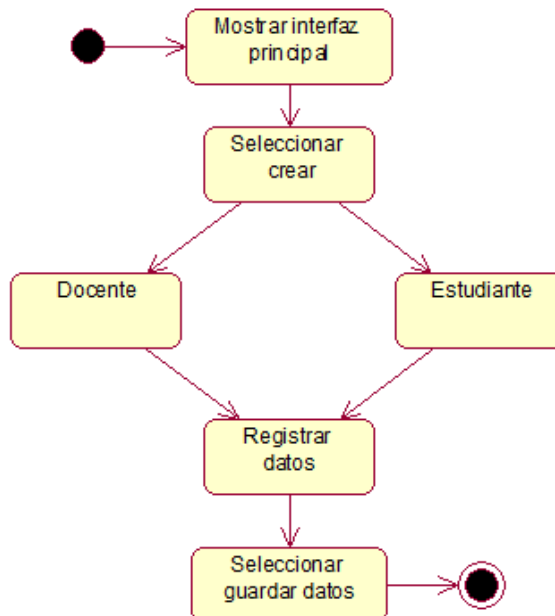 Mostrar interfaz
principal
Seleccionar
crear
Docente
Estudiante
Registrar
datos
Seleccionar
guardar datos